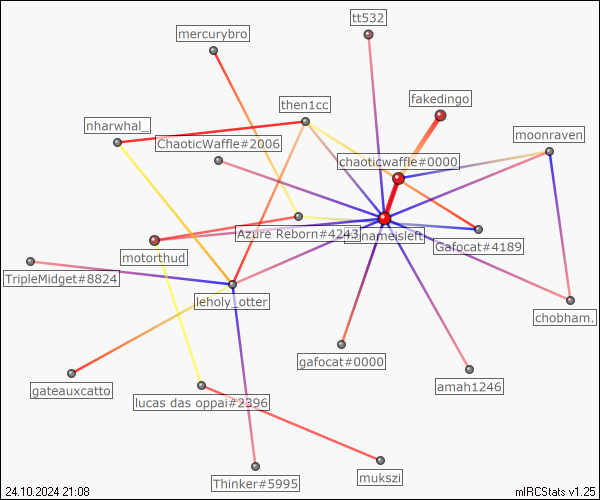 tt532
mercurybro
fakedingo
then1cc
nharwhal_
moonraven
ChaoticWaffle#2006
chaoticwaffle#0000
Azure Reborn#4243
Gafocat#4189
motorthud
TripleMidget#8824
leholy_otter
chobham.
gafocat#0000
amah1246
gateauxcatto
lucas das oppai#2396
mukszi
Thinker#5995
24.10.2024 21:08
mIRCStats v1.25